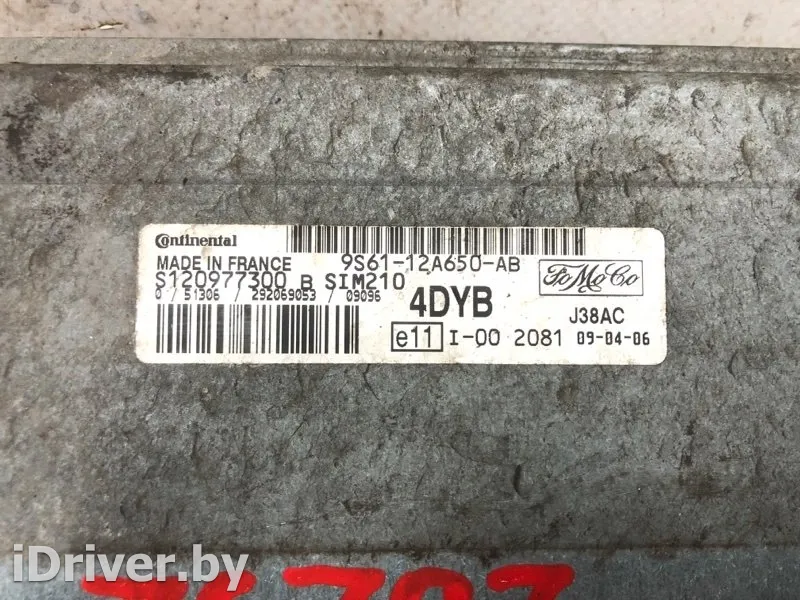 Continental
9S61-12A650-AB
MADE IN FRANCE
S120977300 B SIM210
0 / 51306 / 292069053 / 09096
4DYB
FoMoCo
J38AC
e11 I-00 2081 09-04-06
iDriver.by